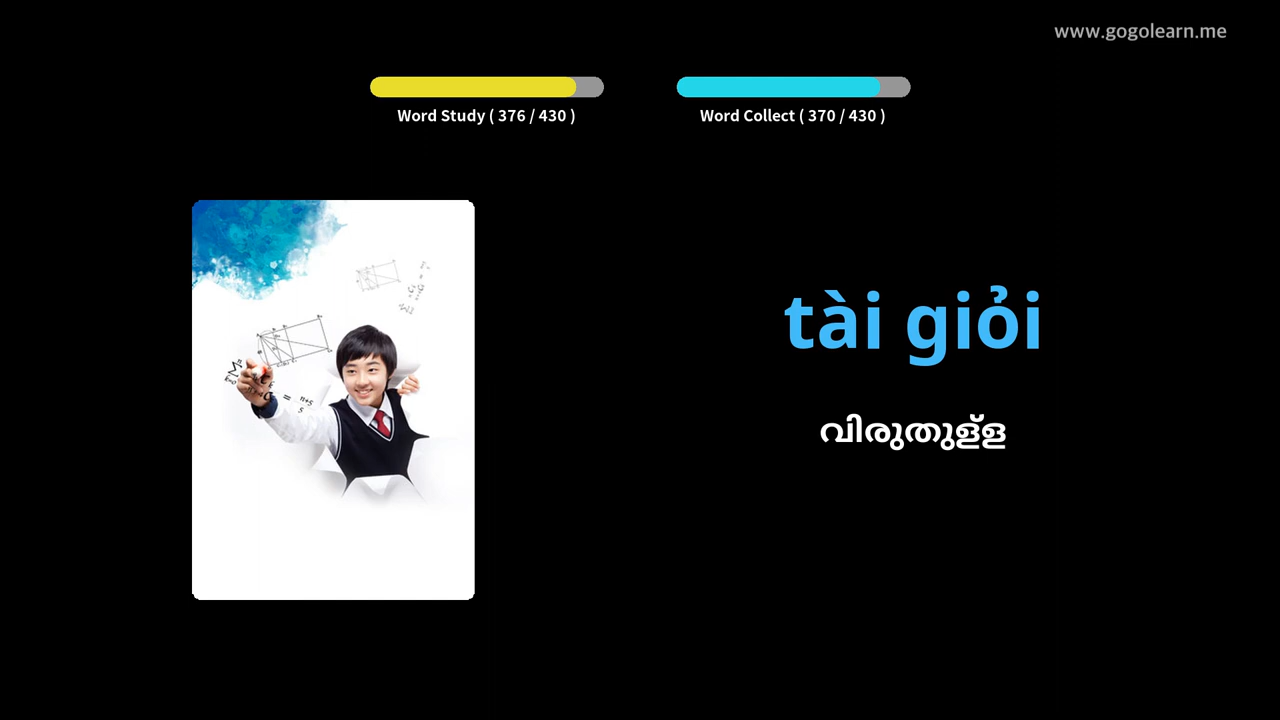 www.gogolearn.me
Word Study ( 376 / 430 )
Word Collect ( 370 / 430 )
tài giỏi
വിരുതുള്ള